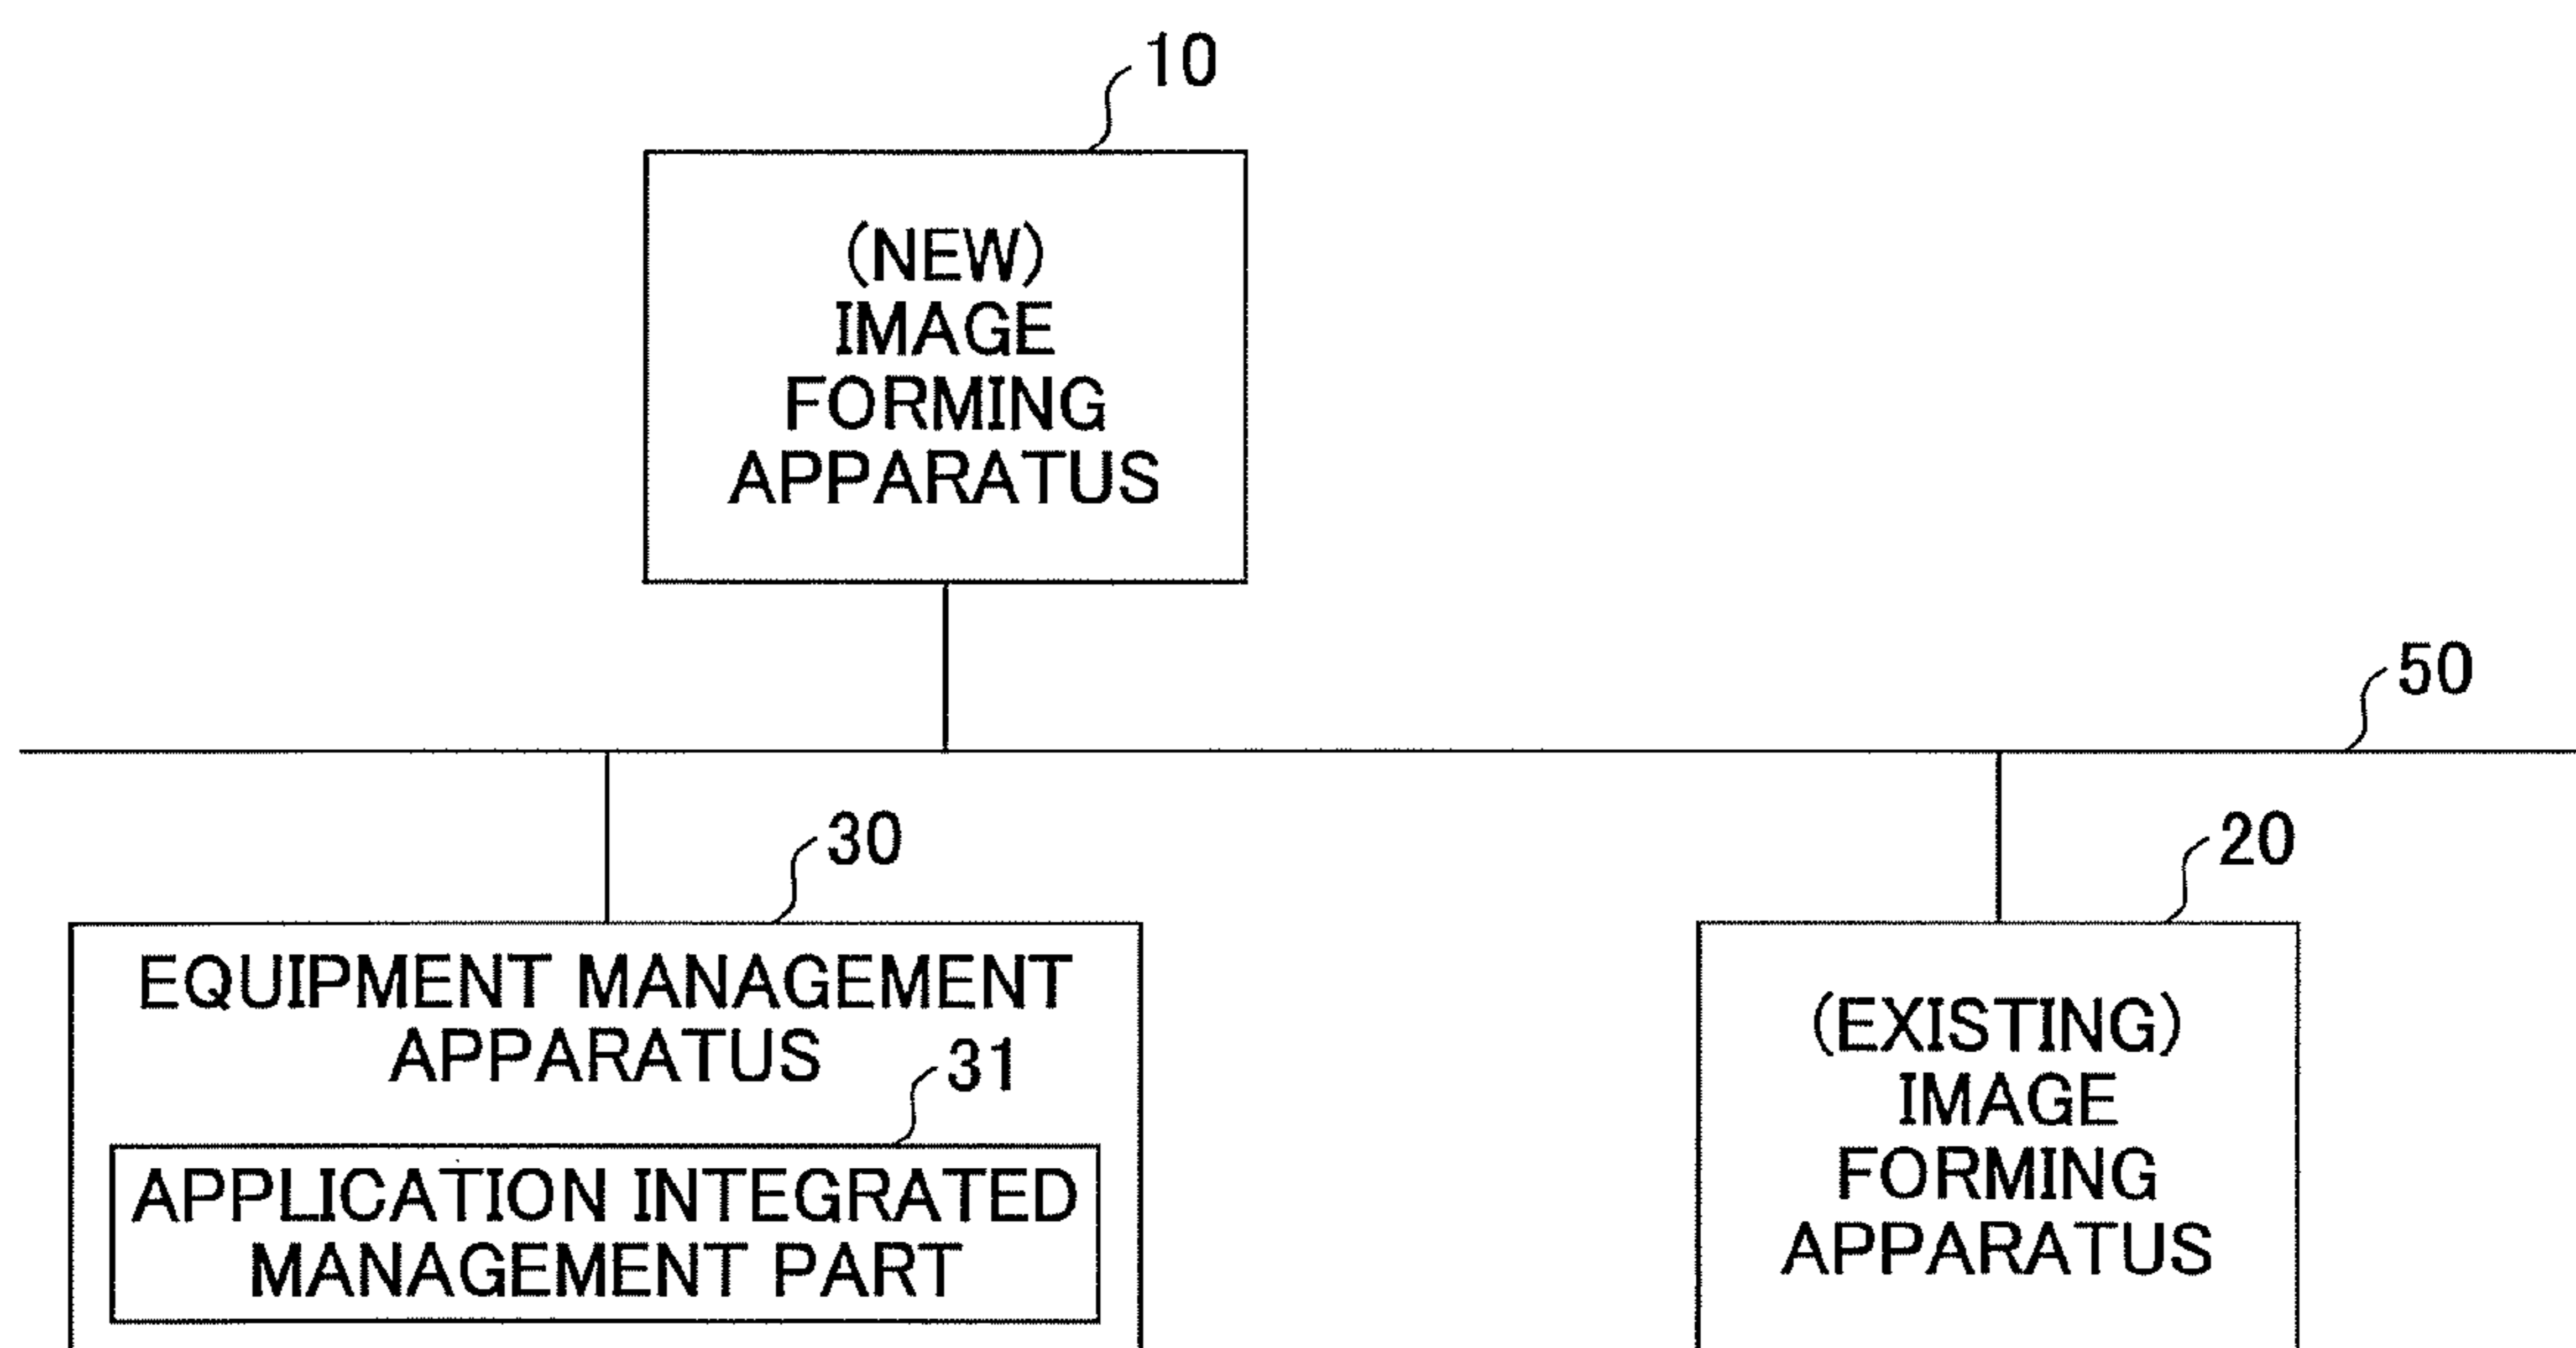 10
(NEW)
IMAGE
FORMING
APPARATUS
50
30
EQUIPMENT MANAGEMENT
APPARATUS
31
APPLICATION INTEGRATED
MANAGEMENT PART
20
(EXISTING)
IMAGE
FORMING
APPARATUS